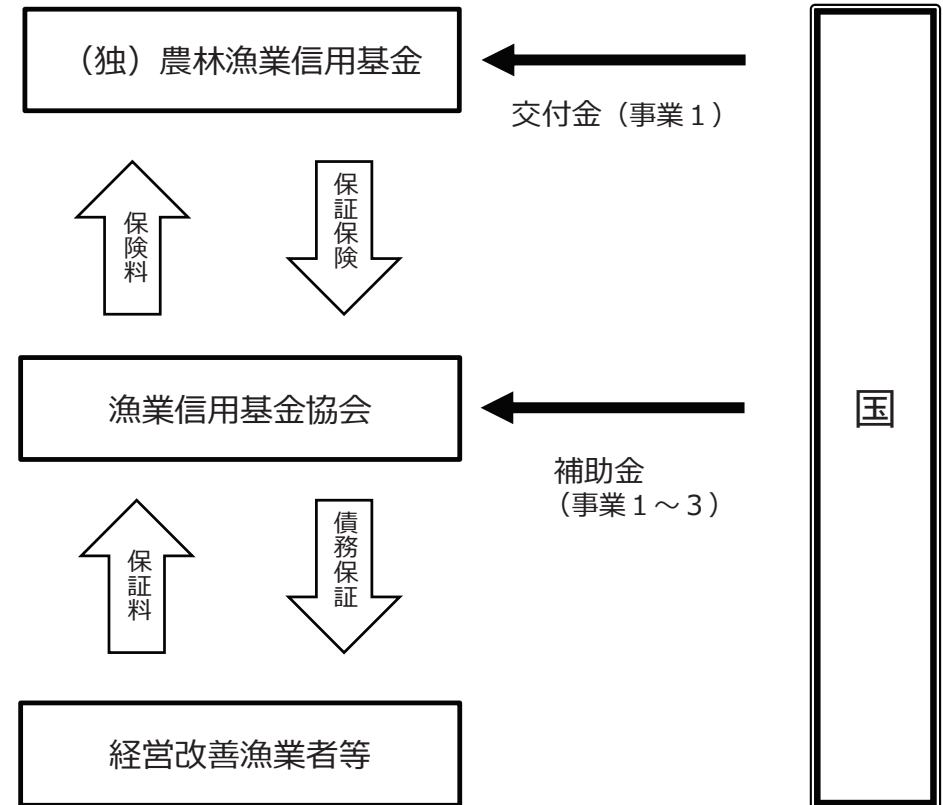 （独）農林漁業信用基金
交付金（事業１）
保険料
保証保険
漁業信用基金協会
国
補助金
（事業１～３）
保証料
債務保証
経営改善漁業者等